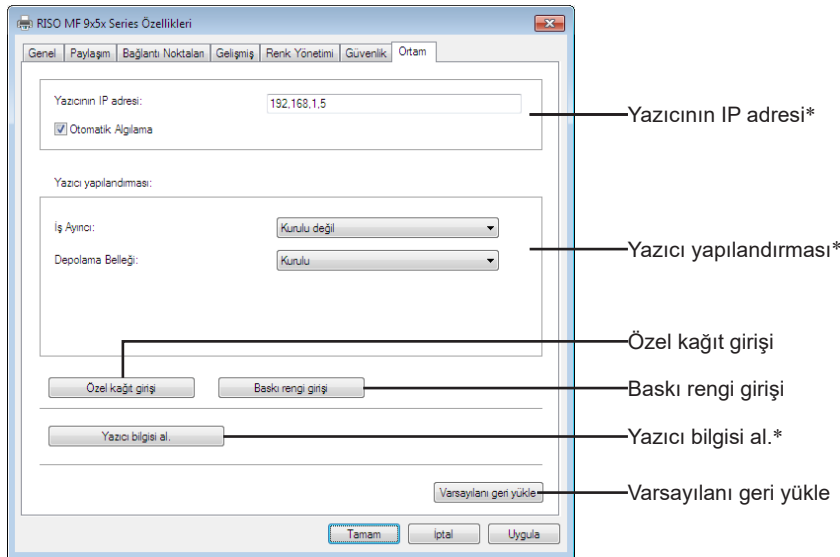 RISO MF 9x5x Series Özellikleri
Genel Paylaşım Bağlantı Noktaları Gelişmiş Renk Yönetimi Güvenlik Ortam
Yazıcının IP adresi: 192,168,1,5
Yazıcının IP adresi*
Otomatik Algılama
Yazıcı yapılandırması:
İş Ayırıcı: Kurulu değil
Depolama Belleği: Kurulu
Yazıcı yapılandırması*
Özel kağıt girişi
Özel kağıt girişi Baskı rengi girişi
Baskı rengi girişi
Yazıcı bilgisi al.
Yazıcı bilgisi al.*
Varsayılanı geri yükle
Varsayılanı geri yükle
Tamam İptal Uygula